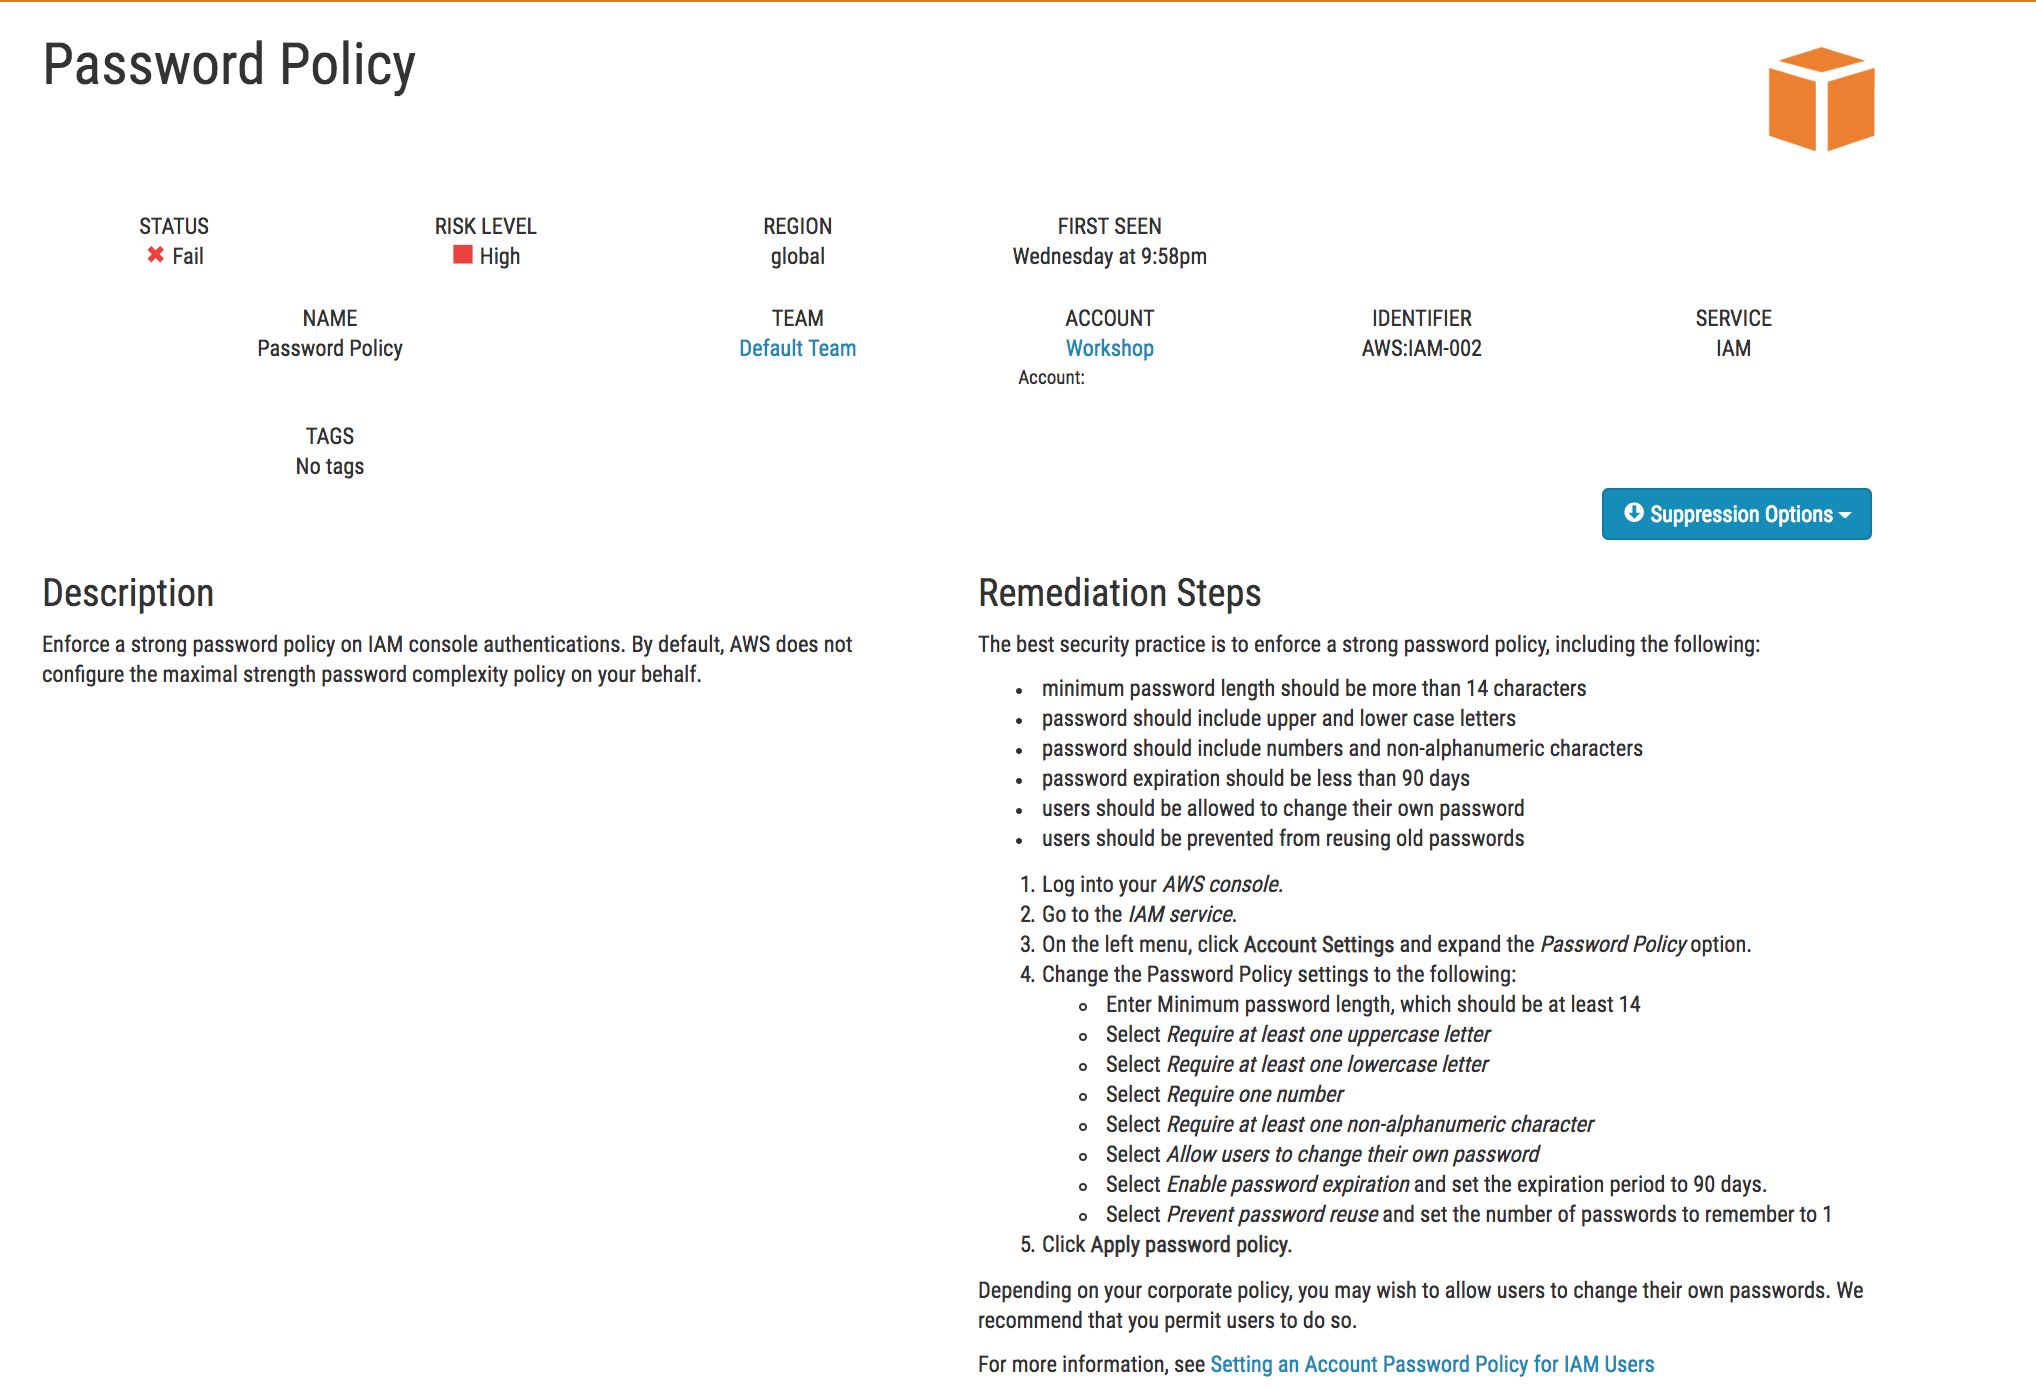 Password Policy
STATUS
Fail
RISK LEVEL
High
REGION
global
FIRST SEEN
Wednesday at 9:58pm
NAME
Password Policy
TEAM
Default Team
ACCOUNT
Workshop
Account:
IDENTIFIER
AWS:IAM-002
SERVICE
IAM
TAGS
No tags
Suppression Options
Description
Enforce a strong password policy on IAM console authentications. By default, AWS does not
configure the maximal strength password complexity policy on your behalf.
Remediation Steps
The best security practice is to enforce a strong password policy, including the following:
• minimum password length should be more than 14 characters
• password should include upper and lower case letters
• password should include numbers and non-alphanumeric characters
• password expiration should be less than 90 days
• users should be allowed to change their own password
• users should be prevented from reusing old passwords
1. Log into your AWS console.
2. Go to the IAM service.
3. On the left menu, click Account Settings and expand the Password Policy option.
4. Change the Password Policy settings to the following:
Enter Minimum password length, which should be at least 14
Select Require at least one uppercase letter
Select Require at least one lowercase letter
Select Require one number
Select Require at least one non-alphanumeric character
Select Allow users to change their own password
Select Enable password expiration and set the expiration period to 90 days.
Select Prevent password reuse and set the number of passwords to remember to 1
5. Click Apply password policy.
Depending on your corporate policy, you may wish to allow users to change their own passwords. We
recommend that you permit users to do so.
For more information, see Setting an Account Password Policy for IAM Users